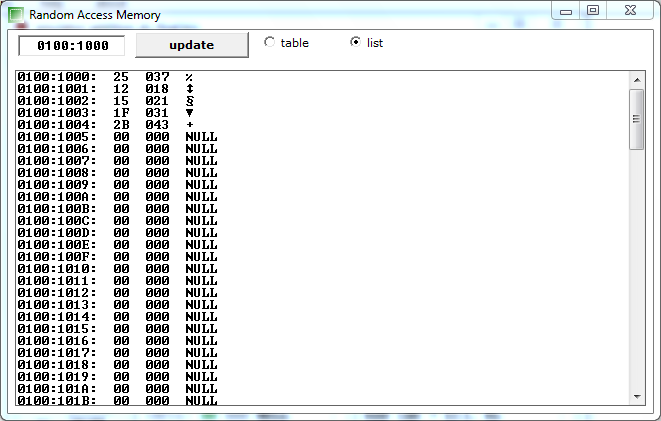 Random Access Memory
0100:1000 update table list
0100:1000: 25 037 %
0100:1001: 12 018 ↕
0100:1002: 15 021 §
0100:1003: 1F 031 ▼
0100:1004: 2B 043 +
0100:1005: 00 000 NULL
0100:1006: 00 000 NULL
0100:1007: 00 000 NULL
0100:1008: 00 000 NULL
0100:1009: 00 000 NULL
0100:100A: 00 000 NULL
0100:100B: 00 000 NULL
0100:100C: 00 000 NULL
0100:100D: 00 000 NULL
0100:100E: 00 000 NULL
0100:100F: 00 000 NULL
0100:1010: 00 000 NULL
0100:1011: 00 000 NULL
0100:1012: 00 000 NULL
0100:1013: 00 000 NULL
0100:1014: 00 000 NULL
0100:1015: 00 000 NULL
0100:1016: 00 000 NULL
0100:1017: 00 000 NULL
0100:1018: 00 000 NULL
0100:1019: 00 000 NULL
0100:101A: 00 000 NULL
0100:101B: 00 000 NULL